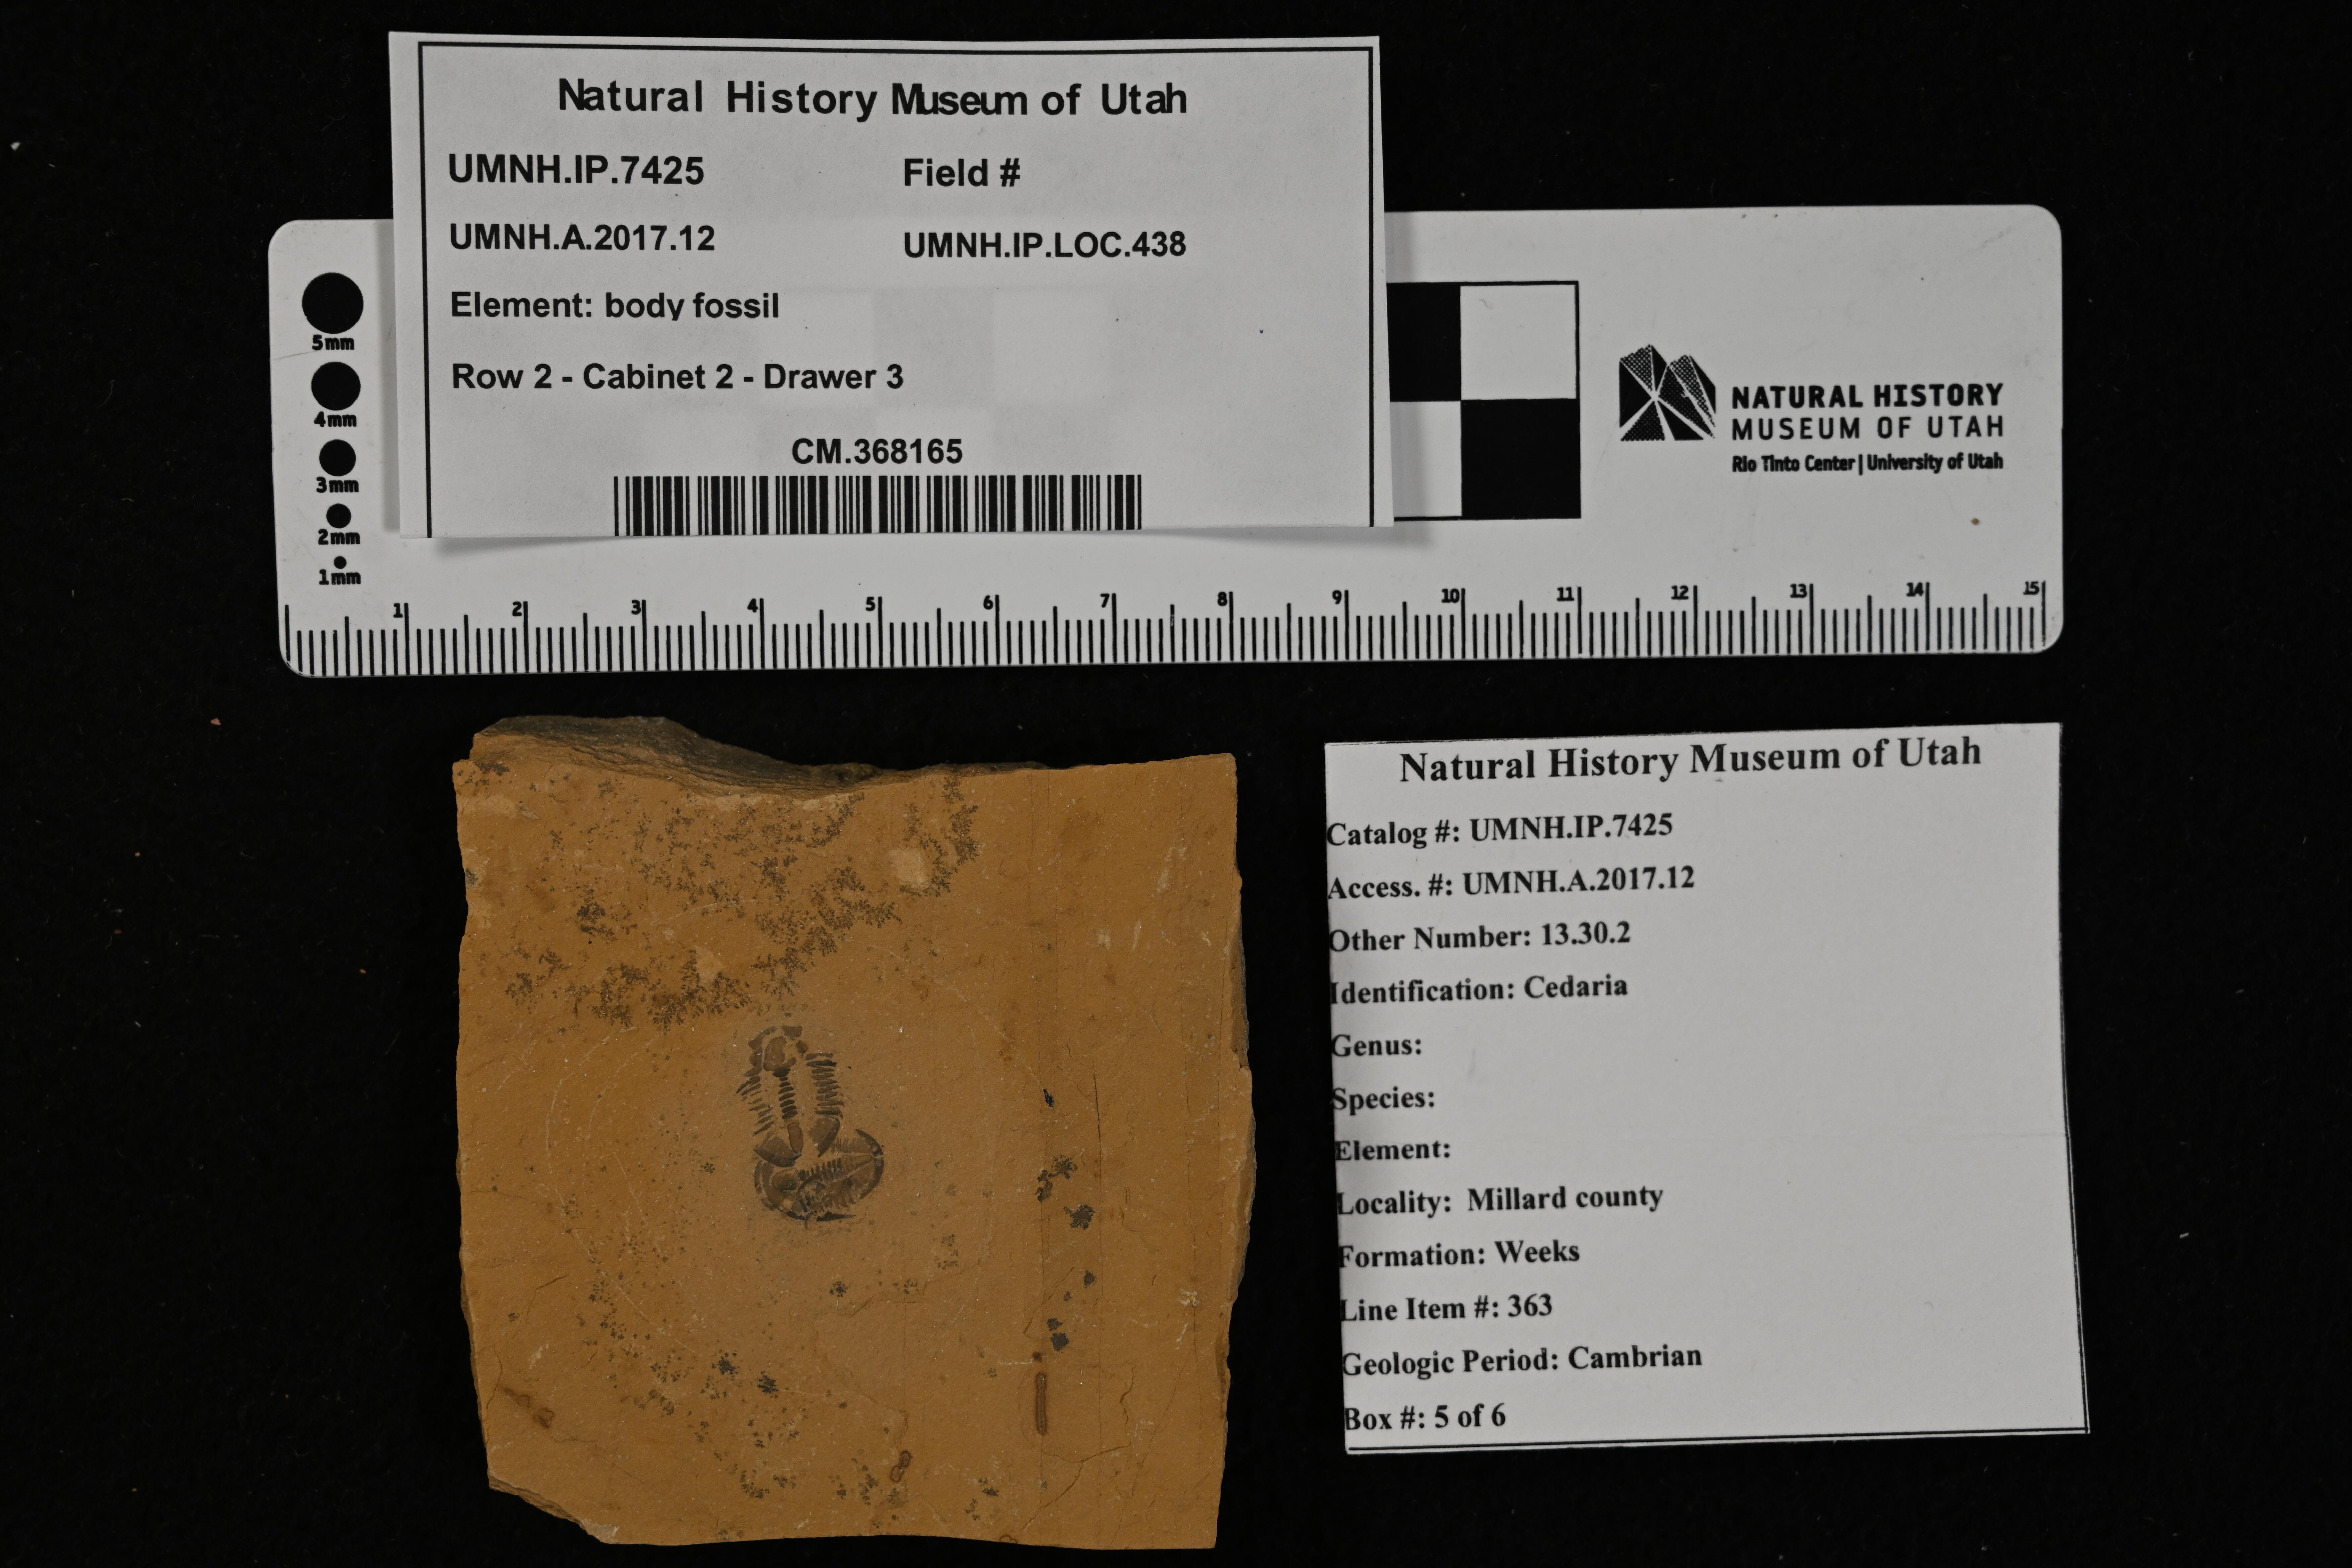 Natural History Museum of Utah
UMNH.IP.7425 Field #
UMNH.A.2017.12 UMNH.IP.LOC.438
Element: body fossil
Row 2 - Cabinet 2 - Drawer 3
CM.368165
5mm
4mm
3mm
2mm
1mm
NATURAL HISTORY
MUSEUM OF UTAH
Rio Tinto Center | University of Utah
1 2 3 4 5 6 7 8 9 10 11 12 13 14 15
Natural History Museum of Utah
Catalog #: UMNH.IP.7425
Access. #: UMNH.A.2017.12
Other Number: 13.30.2
Identification: Cedaria
Genus:
Species:
Element:
Locality: Millard county
Formation: Weeks
Line Item #: 363
Geologic Period: Cambrian
Box #: 5 of 6